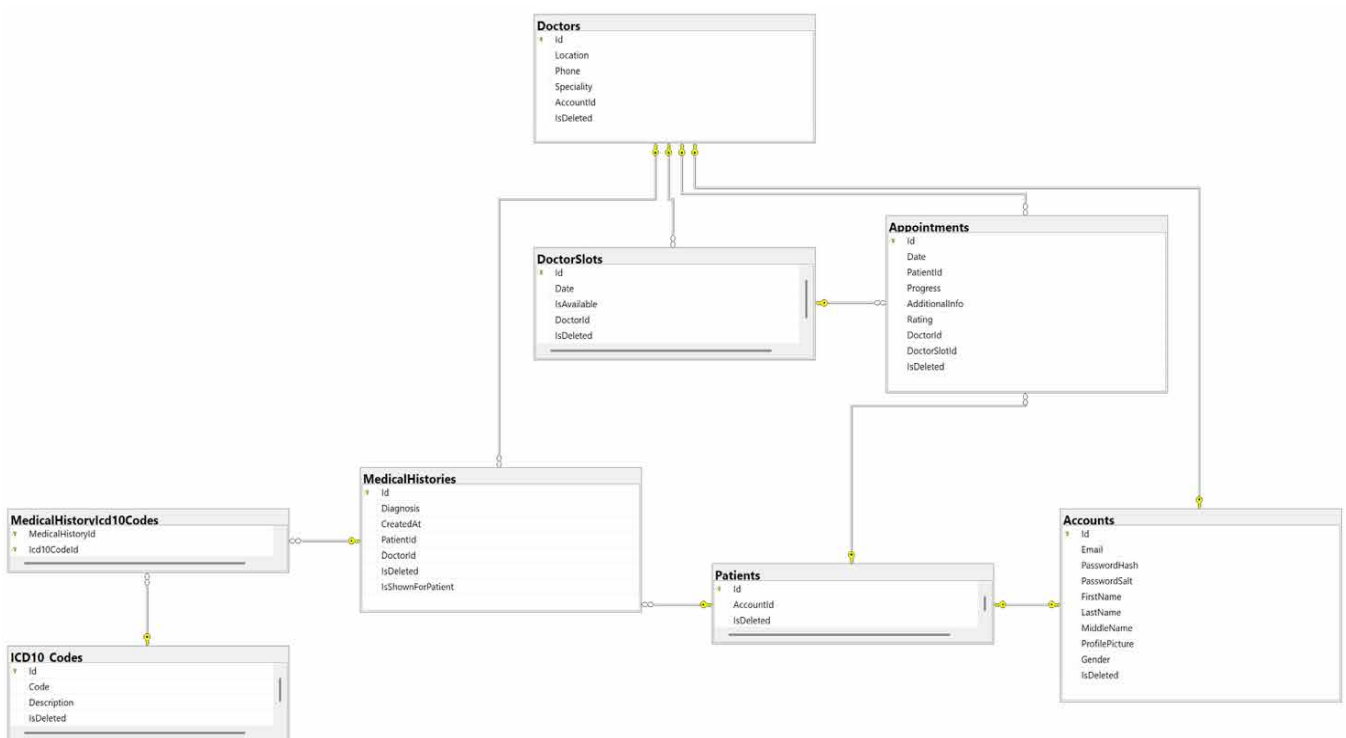 Doctors
Id
Location
Phone
Speciality
AccountId
IsDeleted
Appointments
Id
Date
PatientId
Progress
AdditionalInfo
Rating
DoctorId
DoctorSlotId
IsDeleted
DoctorSlots
Id
Date
IsAvailable
DoctorId
IsDeleted
MedicalHistories
Id
Diagnosis
CreatedAt
PatientId
DoctorId
IsDeleted
IsShownForPatient
MedicalHistoryIcd10Codes
MedicalHistoryId
Icd10CodeId
Accounts
Id
Email
PasswordHash
PasswordSalt
FirstName
LastName
MiddleName
ProfilePicture
Gender
IsDeleted
Patients
Id
AccountId
IsDeleted
ICD10_Codes
Id
Code
Description
IsDeleted